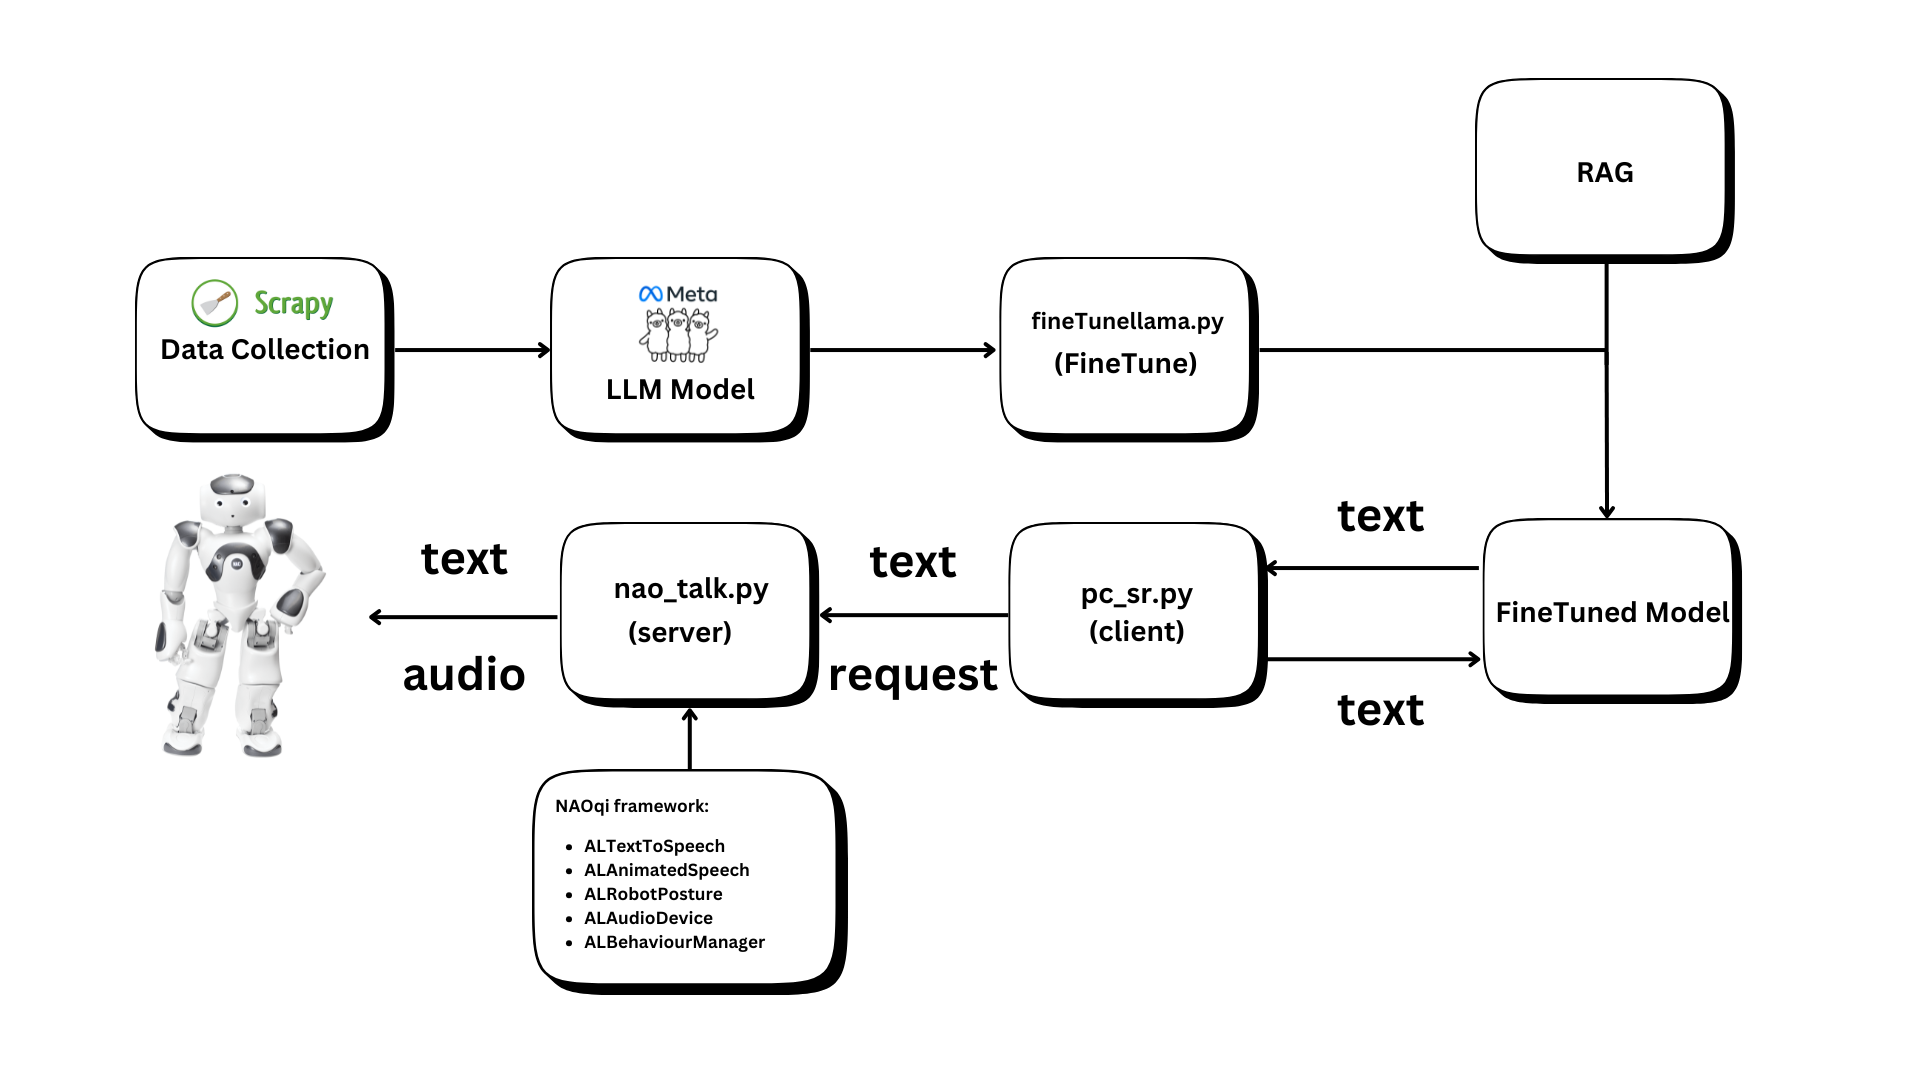 RAG
Scrapy
Data Collection
Meta
LLM Model
fineTunellama.py
(FineTune)
text
audio
nao_talk.py
(server)
text
request
pc_sr.py
(client)
text
text
FineTuned Model
NAOqi framework:
• ALTextToSpeech
• ALAnimatedSpeech
• ALRobotPosture
• ALAudioDevice
• ALBehaviourManager